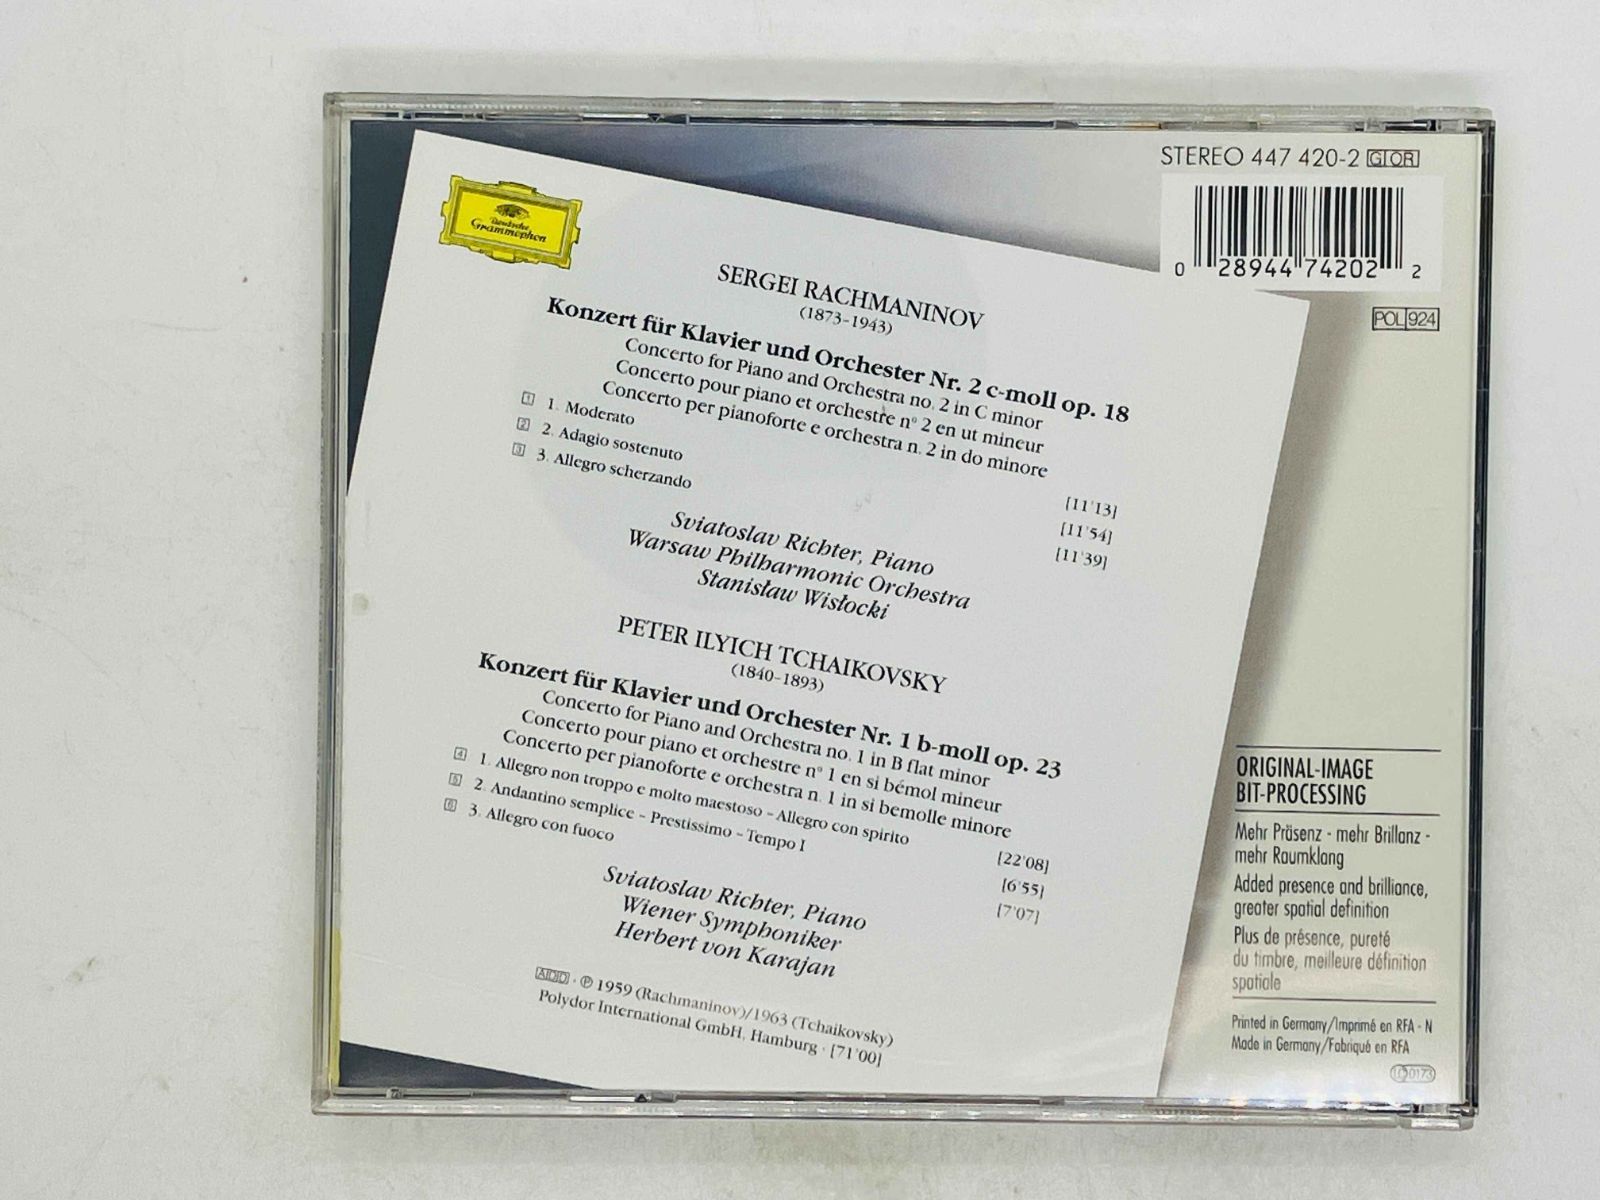 STEREO 447 420-2 GOR
0 28944 74202 2
POL 924
Deutsche
Grammophon
SERGEI RACHMANINOV
(1873–1943)
Konzert für Klavier und Orchester Nr. 2 c-moll op. 18
Concerto for Piano and Orchestra no. 2 in C minor
Concerto pour piano et orchestre n° 2 en ut mineur
Concerto per pianoforte e orchestra n. 2 in do minore
1 1. Moderato [11'13]
2 2. Adagio sostenuto [11'54]
3 3. Allegro scherzando [11'39]
Sviatoslav Richter, Piano
Warsaw Philharmonic Orchestra
Stanisław Wisłocki
PETER ILYICH TCHAIKOVSKY
(1840–1893)
Konzert für Klavier und Orchester Nr. 1 b-moll op. 23
Concerto for Piano and Orchestra no. 1 in B flat minor
Concerto pour piano et orchestre n° 1 en si bémol mineur
Concerto per pianoforte e orchestra n. 1 in si bemolle minore
4 1. Allegro non troppo e molto maestoso – Allegro con spirito [22'08]
5 2. Andantino semplice – Prestissimo – Tempo I [6'55]
6 3. Allegro con fuoco [7'07]
Sviatoslav Richter, Piano
Wiener Symphoniker
Herbert von Karajan
ADD · ℗ 1959 (Rachmaninov)/1963 (Tchaikovsky)
Polydor International GmbH, Hamburg · [71'00]
ORIGINAL-IMAGE
BIT-PROCESSING
Mehr Präsenz - mehr Brillanz -
mehr Raumklang
Added presence and brilliance,
greater spatial definition
Plus de présence, pureté
du timbre, meilleure définition
spatiale
Printed in Germany/Imprimé en RFA - N
Made in Germany/Fabriqué en RFA
LC 0173